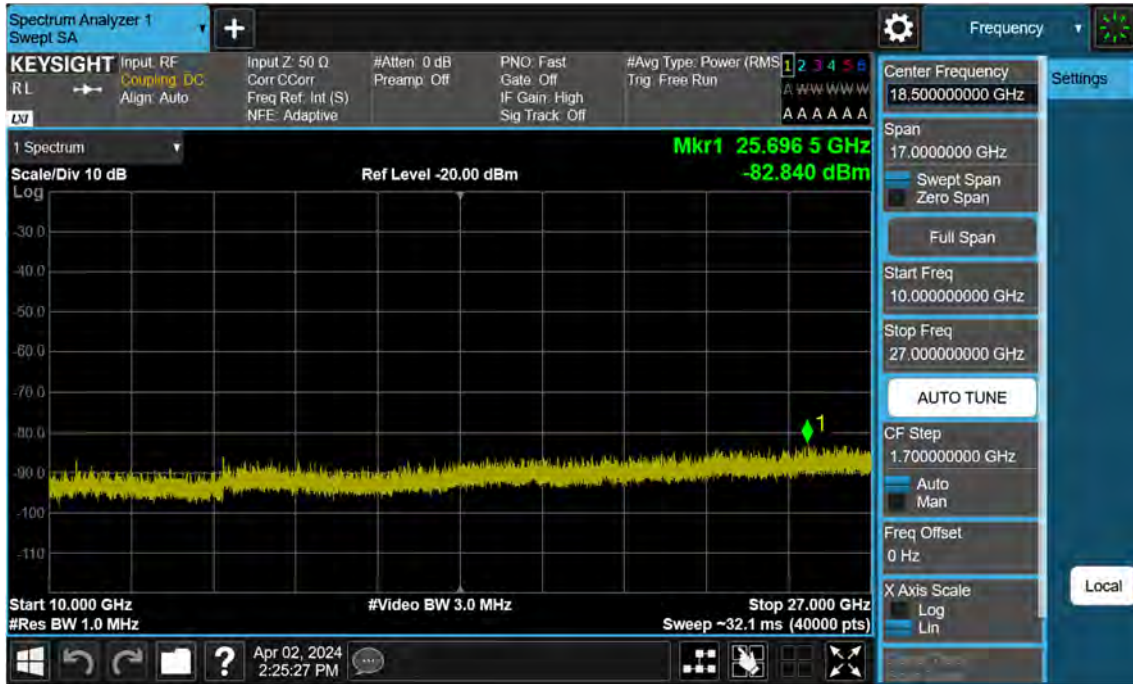 Spectrum Analyzer 1
Swept SA
+
Frequency
KEYSIGHT
RL
LXI
Input: RF
Coupling: DC
Align: Auto
Input Z: 50 Ω
Corr CCorr
Freq Ref: Int (S)
NFE: Adaptive
#Atten: 0 dB
Preamp: Off
PNO: Fast
Gate: Off
IF Gain: High
Sig Track: Off
#Avg Type: Power (RMS
Trig: Free Run
1 2 3 4 5 6
A W W W W W
A A A A A A
1 Spectrum
Scale/Div 10 dB
Ref Level -20.00 dBm
Mkr1 25.696 5 GHz
-82.840 dBm
Log
-30.0
-40.0
-50.0
-60.0
-70.0
-80.0
-90.0
-100
-110
1
Start 10.000 GHz
#Video BW 3.0 MHz
Stop 27.000 GHz
#Res BW 1.0 MHz
Sweep ~32.1 ms (40000 pts)
Center Frequency
18.500000000 GHz
Span
17.0000000 GHz
Swept Span
Zero Span
Full Span
Start Freq
10.000000000 GHz
Stop Freq
27.000000000 GHz
AUTO TUNE
CF Step
1.700000000 GHz
Auto
Man
Freq Offset
0 Hz
X Axis Scale
Log
Lin
Settings
Local
?
Apr 02, 2024
2:25:27 PM